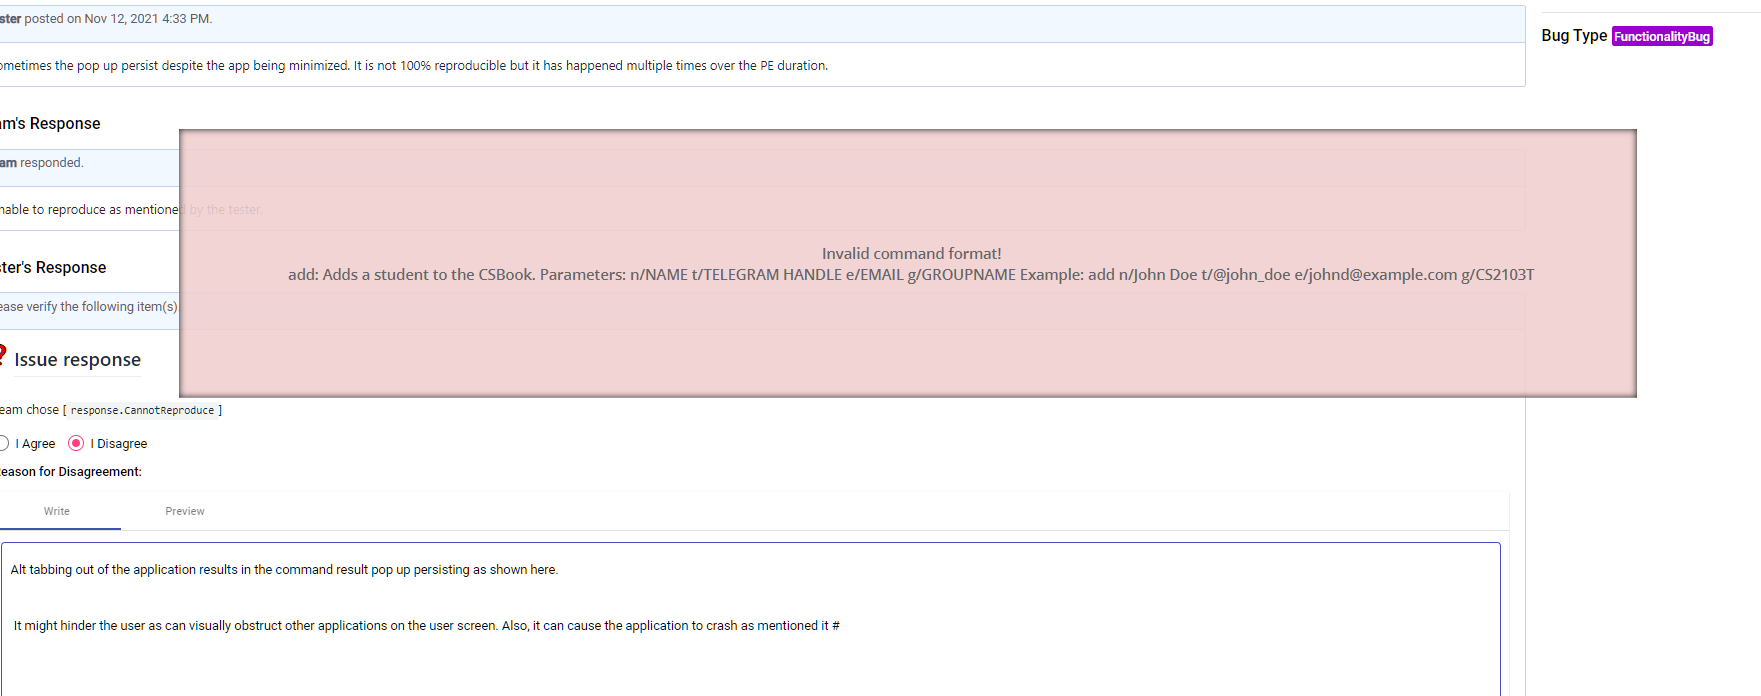 ster posted on Nov 12, 2021 4:33 PM.
Bug Type FunctionalityBug
ometimes the pop up persist despite the app being minimized. It is not 100% reproducible but it has happened multiple times over the PE duration.
m's Response
am responded.
nable to reproduce as mentioned by the tester.
Invalid command format!
add: Adds a student to the CSBook. Parameters: n/NAME t/TELEGRAM HANDLE e/EMAIL g/GROUPNAME Example: add n/John Doe t/@john_doe e/johnd@example.com g/CS2103T
ter's Response
ease verify the following item(s)
? Issue response
eam chose [ response.CannotReproduce ]
I Agree I Disagree
eason for Disagreement:
Write Preview
Alt tabbing out of the application results in the command result pop up persisting as shown here.
It might hinder the user as can visually obstruct other applications on the user screen. Also, it can cause the application to crash as mentioned it #